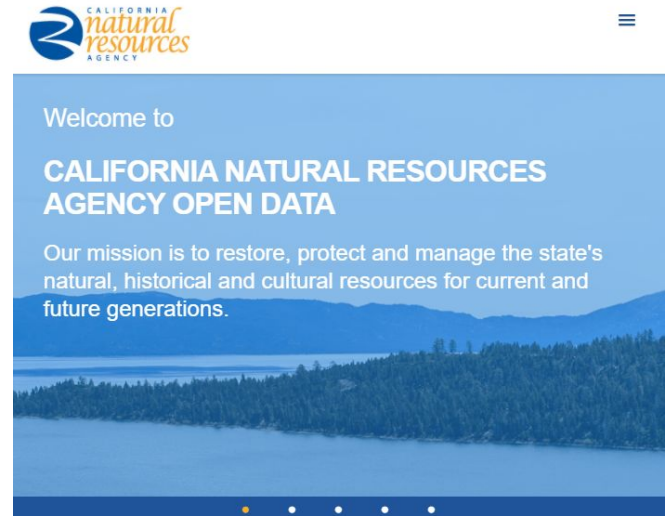 CALIFORNIA
natural
resources
AGENCY
Welcome to
CALIFORNIA NATURAL RESOURCES
AGENCY OPEN DATA
Our mission is to restore, protect and manage the state's
natural, historical and cultural resources for current and
future generations.